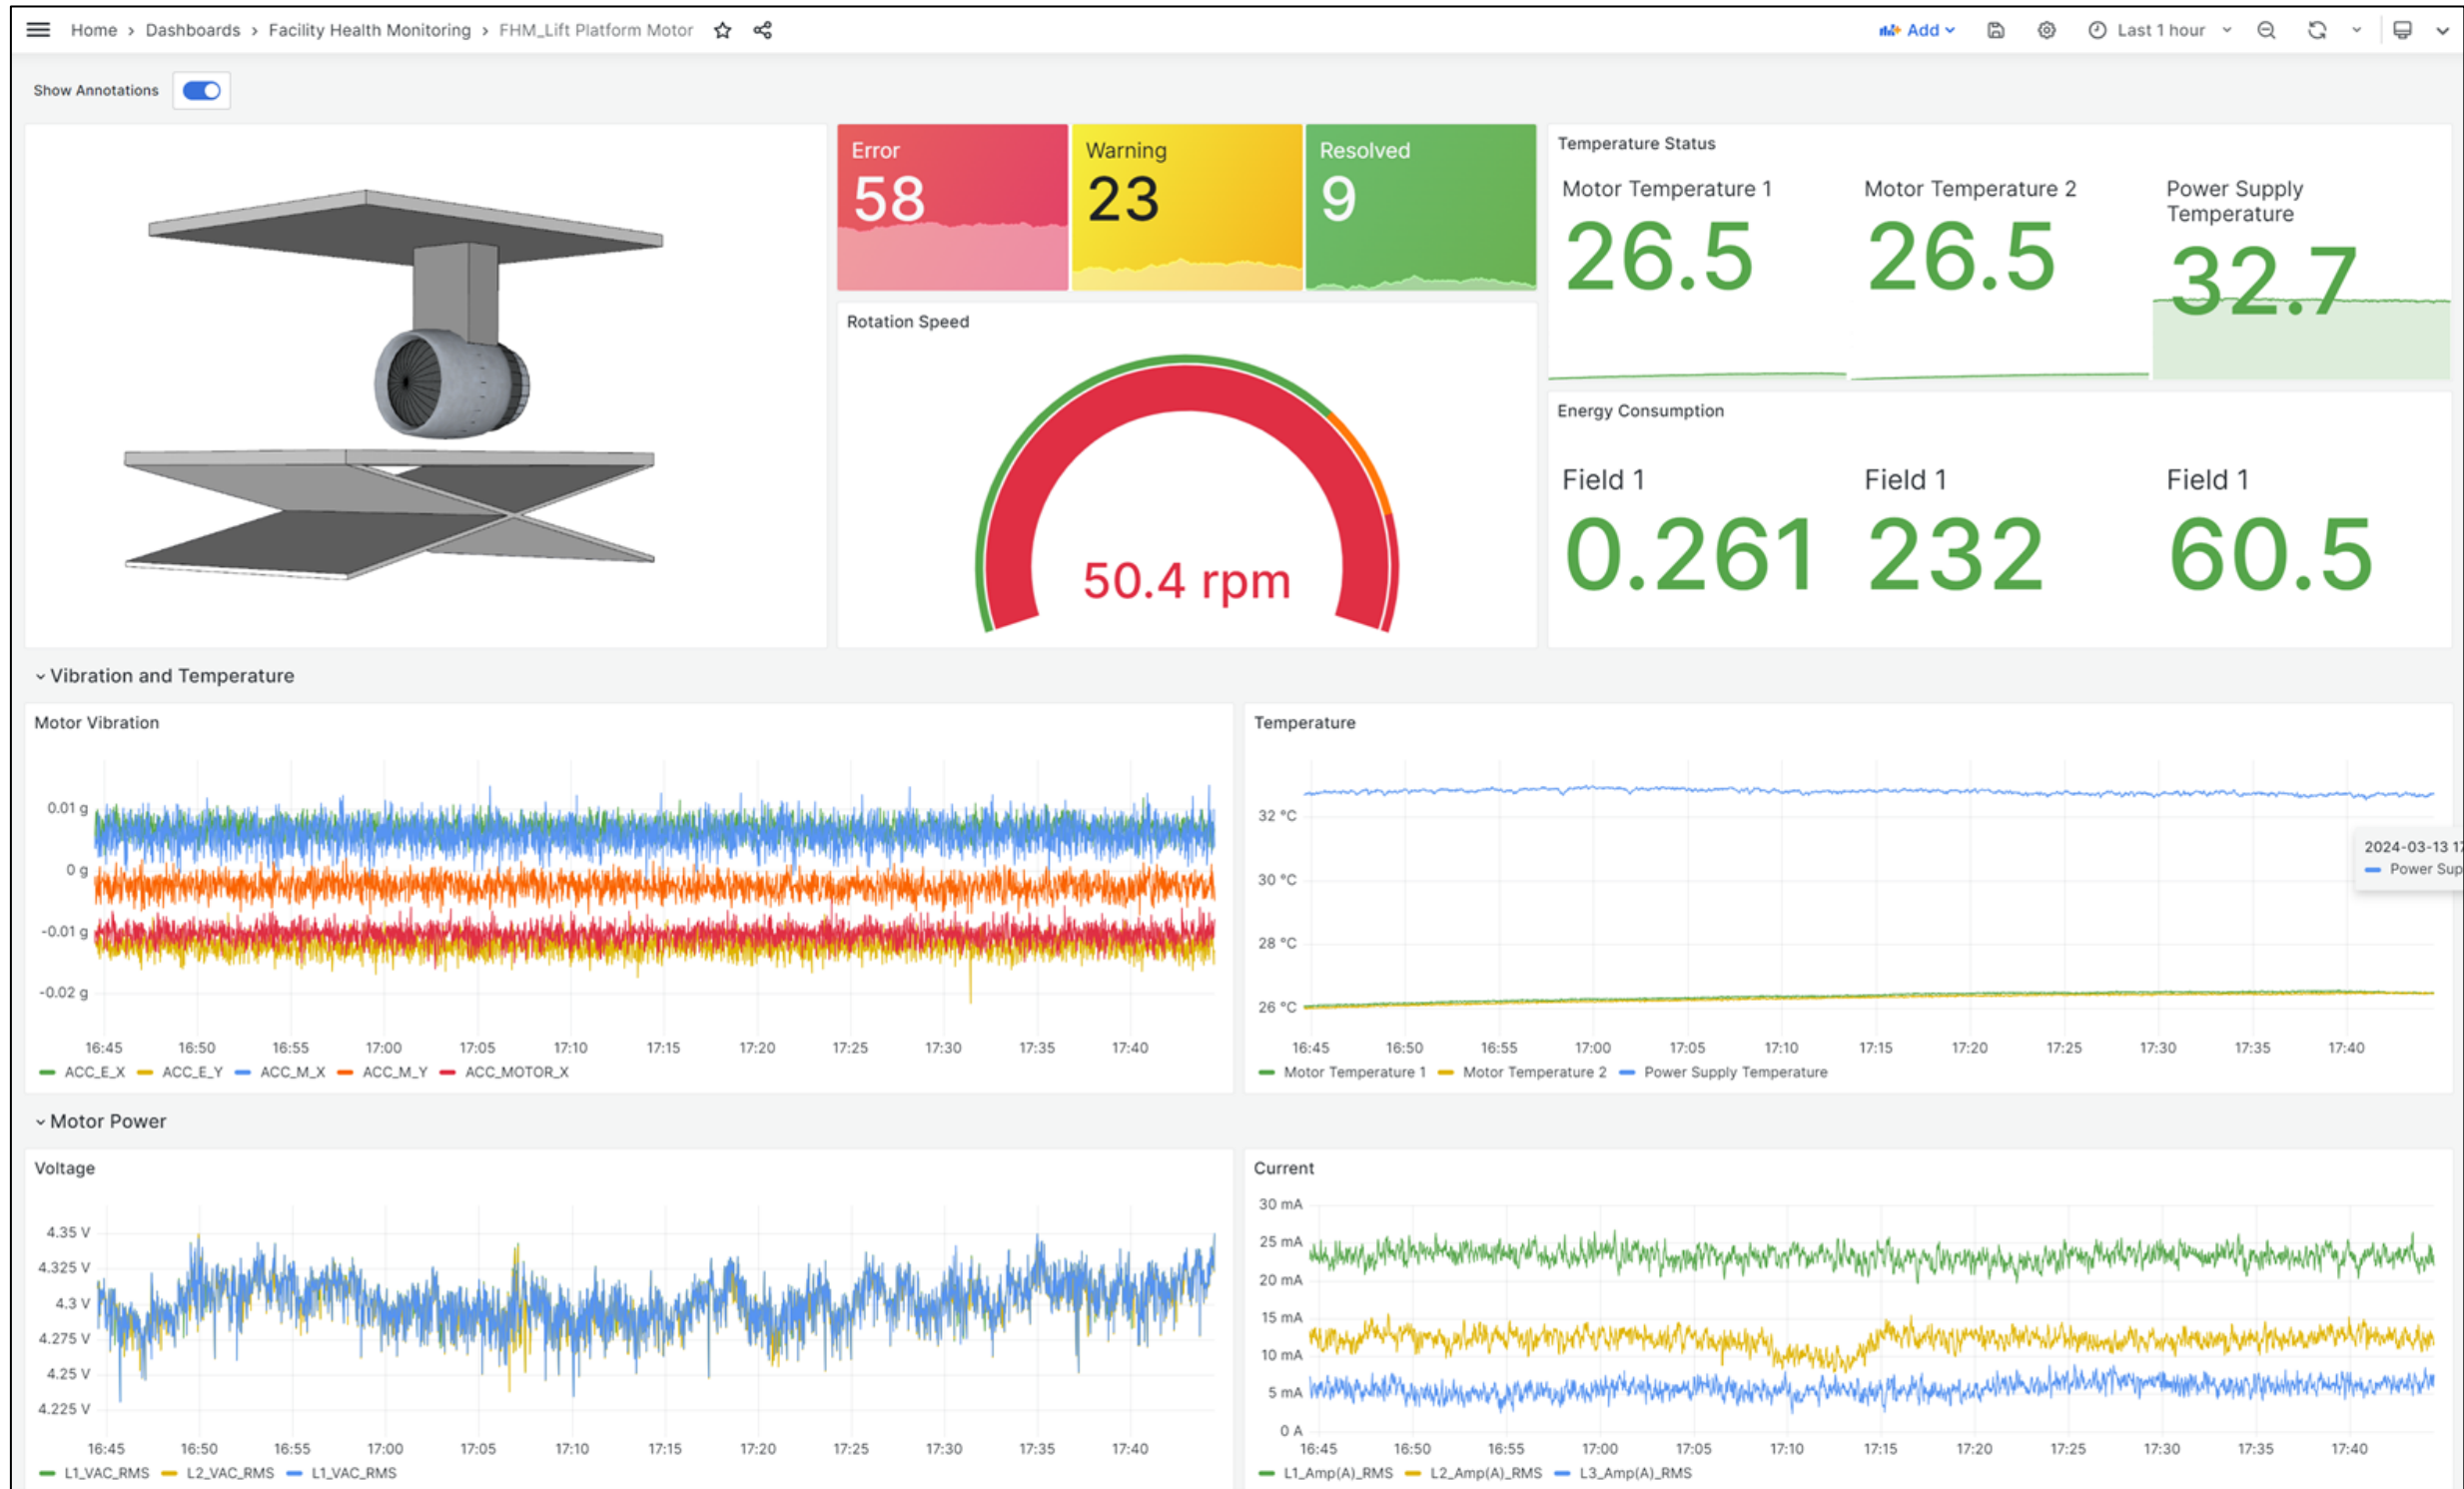 Home > Dashboards > Facility Health Monitoring > FHM_Lift Platform Motor
Add
Last 1 hour
Show Annotations
Error
58
Warning
23
Resolved
9
Rotation Speed
50.4 rpm
Temperature Status
Motor Temperature 1
26.5
Motor Temperature 2
26.5
Power Supply
Temperature
32.7
Energy Consumption
Field 1
0.261
Field 1
232
Field 1
60.5
Vibration and Temperature
Motor Vibration
0.01 g
0 g
-0.01 g
-0.02 g
16:45 16:50 16:55 17:00 17:05 17:10 17:15 17:20 17:25 17:30 17:35 17:40
ACC_E_X ACC_E_Y ACC_M_X ACC_M_Y ACC_MOTOR_X
Temperature
32 °C
30 °C
28 °C
26 °C
2024-03-13 17
Power Sup
16:45 16:50 16:55 17:00 17:05 17:10 17:15 17:20 17:25 17:30 17:35 17:40
Motor Temperature 1 Motor Temperature 2 Power Supply Temperature
Motor Power
Voltage
4.35 V
4.325 V
4.3 V
4.275 V
4.25 V
4.225 V
16:45 16:50 16:55 17:00 17:05 17:10 17:15 17:20 17:25 17:30 17:35 17:40
L1_VAC_RMS L2_VAC_RMS L1_VAC_RMS
Current
30 mA
25 mA
20 mA
15 mA
10 mA
5 mA
0 A
16:45 16:50 16:55 17:00 17:05 17:10 17:15 17:20 17:25 17:30 17:35 17:40
L1_Amp(A)_RMS L2_Amp(A)_RMS L3_Amp(A)_RMS